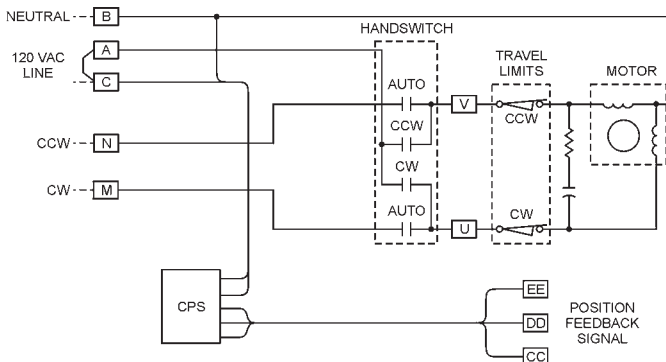 NEUTRAL
B
HANDSWITCH
A
120 VAC
LINE
C
TRAVEL
LIMITS
MOTOR
AUTO
V
CCW
CCW
N
CCW
CW
CW
M
AUTO
U
CW
CPS
EE
DD
CC
POSITION
FEEDBACK
SIGNAL